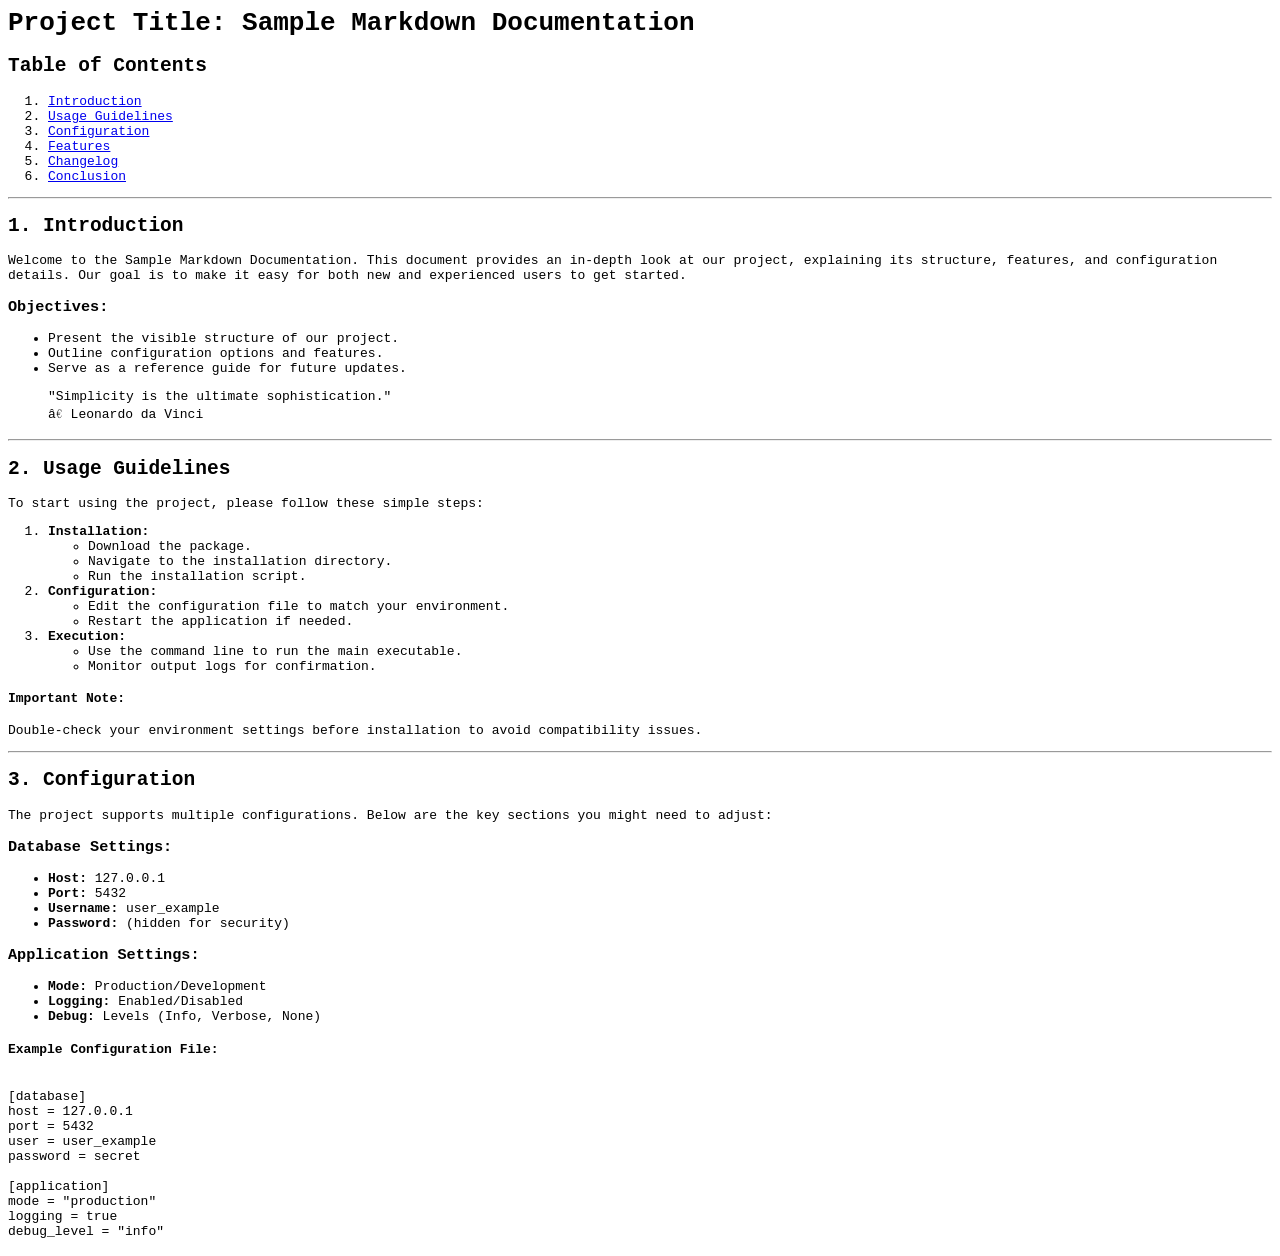 Project Title: Sample Markdown Documentation
Table of Contents
1. Introduction
2. Usage Guidelines
3. Configuration
4. Features
5. Changelog
6. Conclusion
1. Introduction
Welcome to the Sample Markdown Documentation. This document provides an in-depth look at our project, explaining its structure, features, and configuration
details. Our goal is to make it easy for both new and experienced users to get started.
Objectives:
• Present the visible structure of our project.
• Outline configuration options and features.
• Serve as a reference guide for future updates.
"Simplicity is the ultimate sophistication."
â€ Leonardo da Vinci
2. Usage Guidelines
To start using the project, please follow these simple steps:
1. Installation:
◦ Download the package.
◦ Navigate to the installation directory.
◦ Run the installation script.
2. Configuration:
◦ Edit the configuration file to match your environment.
◦ Restart the application if needed.
3. Execution:
◦ Use the command line to run the main executable.
◦ Monitor output logs for confirmation.
Important Note:
Double-check your environment settings before installation to avoid compatibility issues.
3. Configuration
The project supports multiple configurations. Below are the key sections you might need to adjust:
Database Settings:
• Host: 127.0.0.1
• Port: 5432
• Username: user_example
• Password: (hidden for security)
Application Settings:
• Mode: Production/Development
• Logging: Enabled/Disabled
• Debug: Levels (Info, Verbose, None)
Example Configuration File:
[database]
host = 127.0.0.1
port = 5432
user = user_example
password = secret
[application]
mode = "production"
logging = true
debug_level = "info"